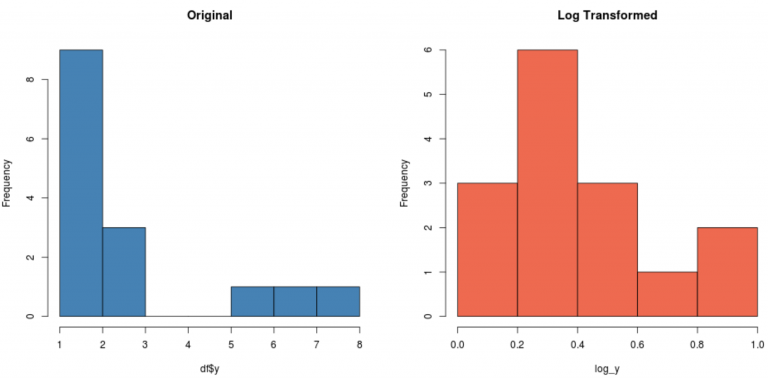 Original
Frequency
0 2 4 6 8
1 2 3 4 5 6 7 8
df$y
Log Transformed
Frequency
0 1 2 3 4 5 6
0.0 0.2 0.4 0.6 0.8 1.0
log_y